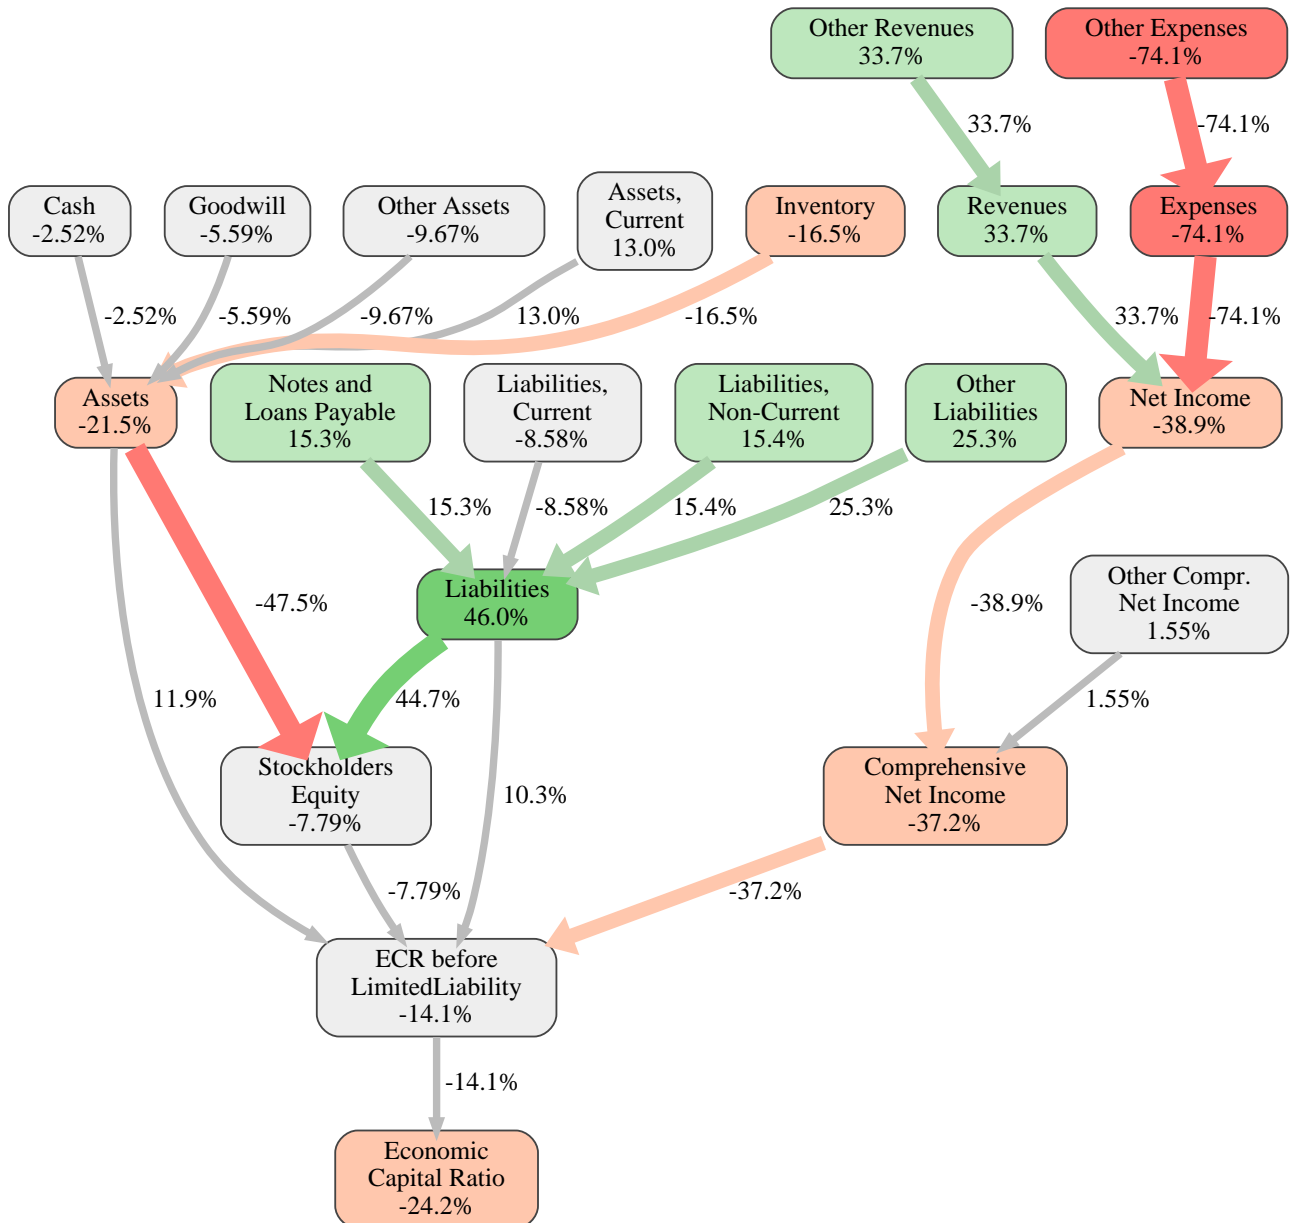 Other Revenues
33.7%
Other Expenses
-74.1%
33.7%
-74.1%
Cash
-2.52%
Goodwill
-5.59%
Other Assets
-9.67%
Assets,
Current
13.0%
Inventory
-16.5%
Revenues
33.7%
Expenses
-74.1%
-2.52%
-5.59%
-9.67%
13.0%
-16.5%
33.7%
-74.1%
Assets
-21.5%
Notes and
Loans Payable
15.3%
Liabilities,
Current
-8.58%
Liabilities,
Non-Current
15.4%
Other
Liabilities
25.3%
Net Income
-38.9%
15.3%
-8.58%
15.4%
25.3%
Liabilities
46.0%
Other Compr.
Net Income
1.55%
-47.5%
-38.9%
11.9%
44.7%
1.55%
Stockholders
Equity
-7.79%
10.3%
Comprehensive
Net Income
-37.2%
-7.79%
-37.2%
ECR before
LimitedLiability
-14.1%
-14.1%
Economic
Capital Ratio
-24.2%